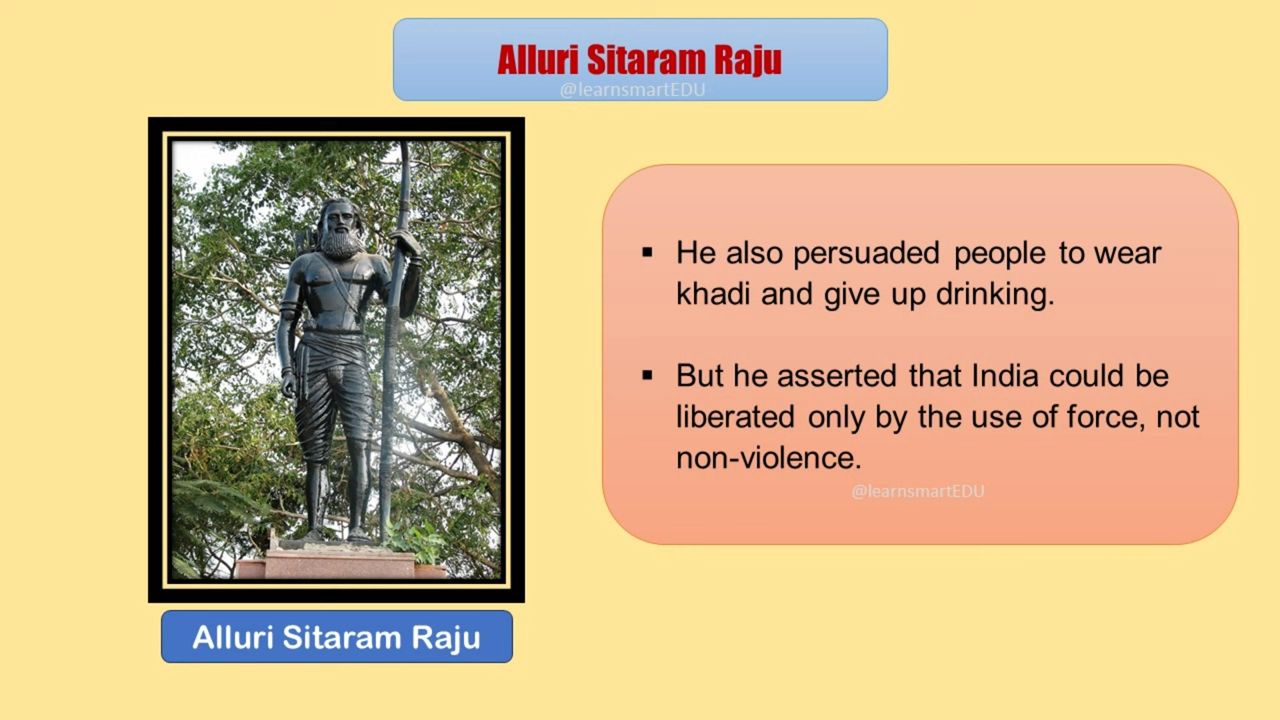 Alluri Sitaram Raju
@learnsmartEDU
▪ He also persuaded people to wear
khadi and give up drinking.
▪ But he asserted that India could be
liberated only by the use of force, not
non-violence.
@learnsmartEDU
Alluri Sitaram Raju